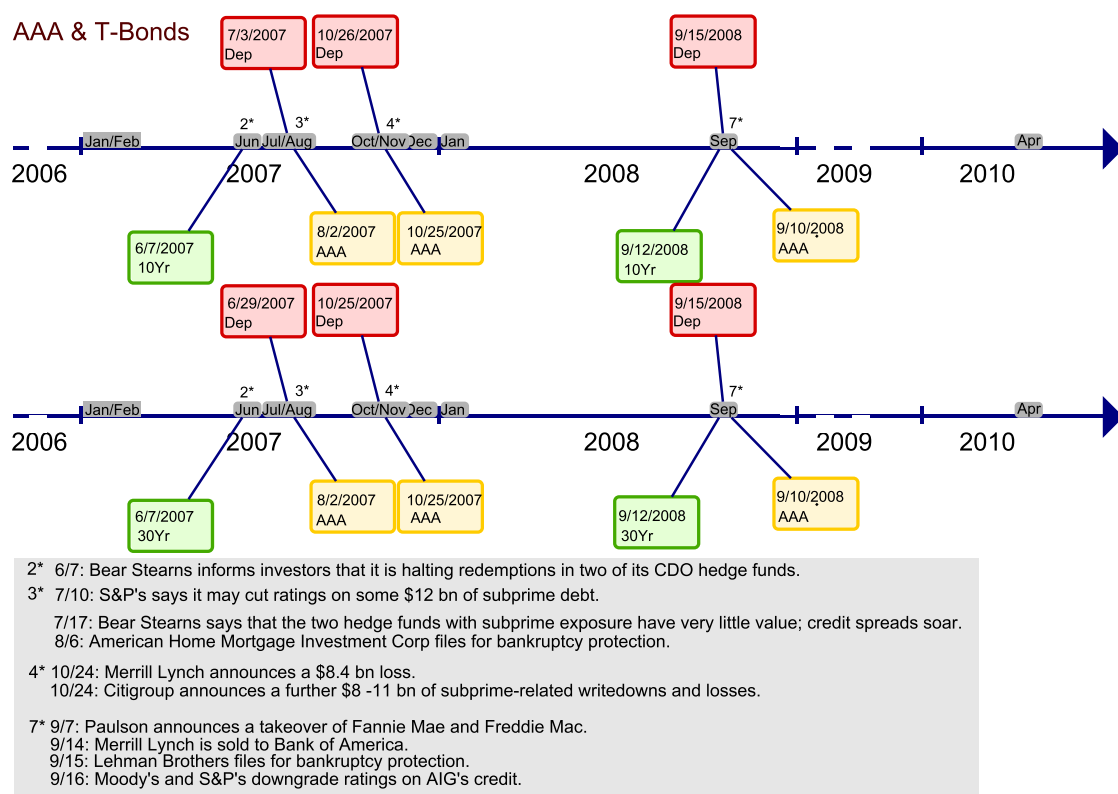 AAA & T-Bonds
7/3/2007
Dep
10/26/2007
Dep
9/15/2008
Dep
2*
3*
4*
7*
Jan/Feb
Jun
Jul/Aug
Oct/Nov
Dec
Jan
Sep
Apr
2006
2007
2008
2009
2010
6/7/2007
10Yr
8/2/2007
AAA
10/25/2007
AAA
9/12/2008
10Yr
9/10/2008
AAA
6/29/2007
Dep
10/25/2007
Dep
9/15/2008
Dep
2*
3*
4*
7*
Jan/Feb
Jun
Jul/Aug
Oct/Nov
Dec
Jan
Sep
Apr
2006
2007
2008
2009
2010
6/7/2007
30Yr
8/2/2007
AAA
10/25/2007
AAA
9/12/2008
30Yr
9/10/2008
AAA
2* 6/7: Bear Stearns informs investors that it is halting redemptions in two of its CDO hedge funds.
3* 7/10: S&P's says it may cut ratings on some $12 bn of subprime debt.
7/17: Bear Stearns says that the two hedge funds with subprime exposure have very little value; credit spreads soar.
8/6: American Home Mortgage Investment Corp files for bankruptcy protection.
4* 10/24: Merrill Lynch announces a $8.4 bn loss.
10/24: Citigroup announces a further $8 -11 bn of subprime-related writedowns and losses.
7* 9/7: Paulson announces a takeover of Fannie Mae and Freddie Mac.
9/14: Merrill Lynch is sold to Bank of America.
9/15: Lehman Brothers files for bankruptcy protection.
9/16: Moody's and S&P's downgrade ratings on AIG's credit.